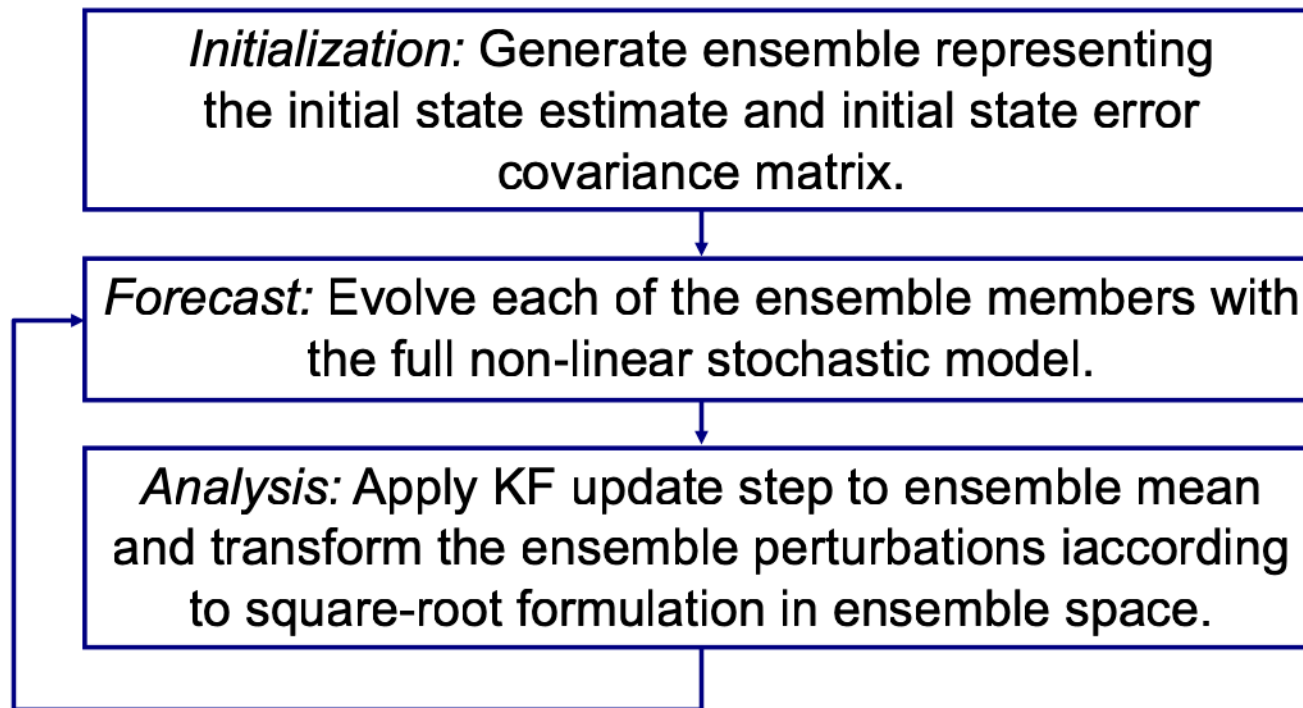 Initialization: Generate ensemble representing
the initial state estimate and initial state error
covariance matrix.
Forecast: Evolve each of the ensemble members with
the full non-linear stochastic model.
Analysis: Apply KF update step to ensemble mean
and transform the ensemble perturbations iaccording
to square-root formulation in ensemble space.